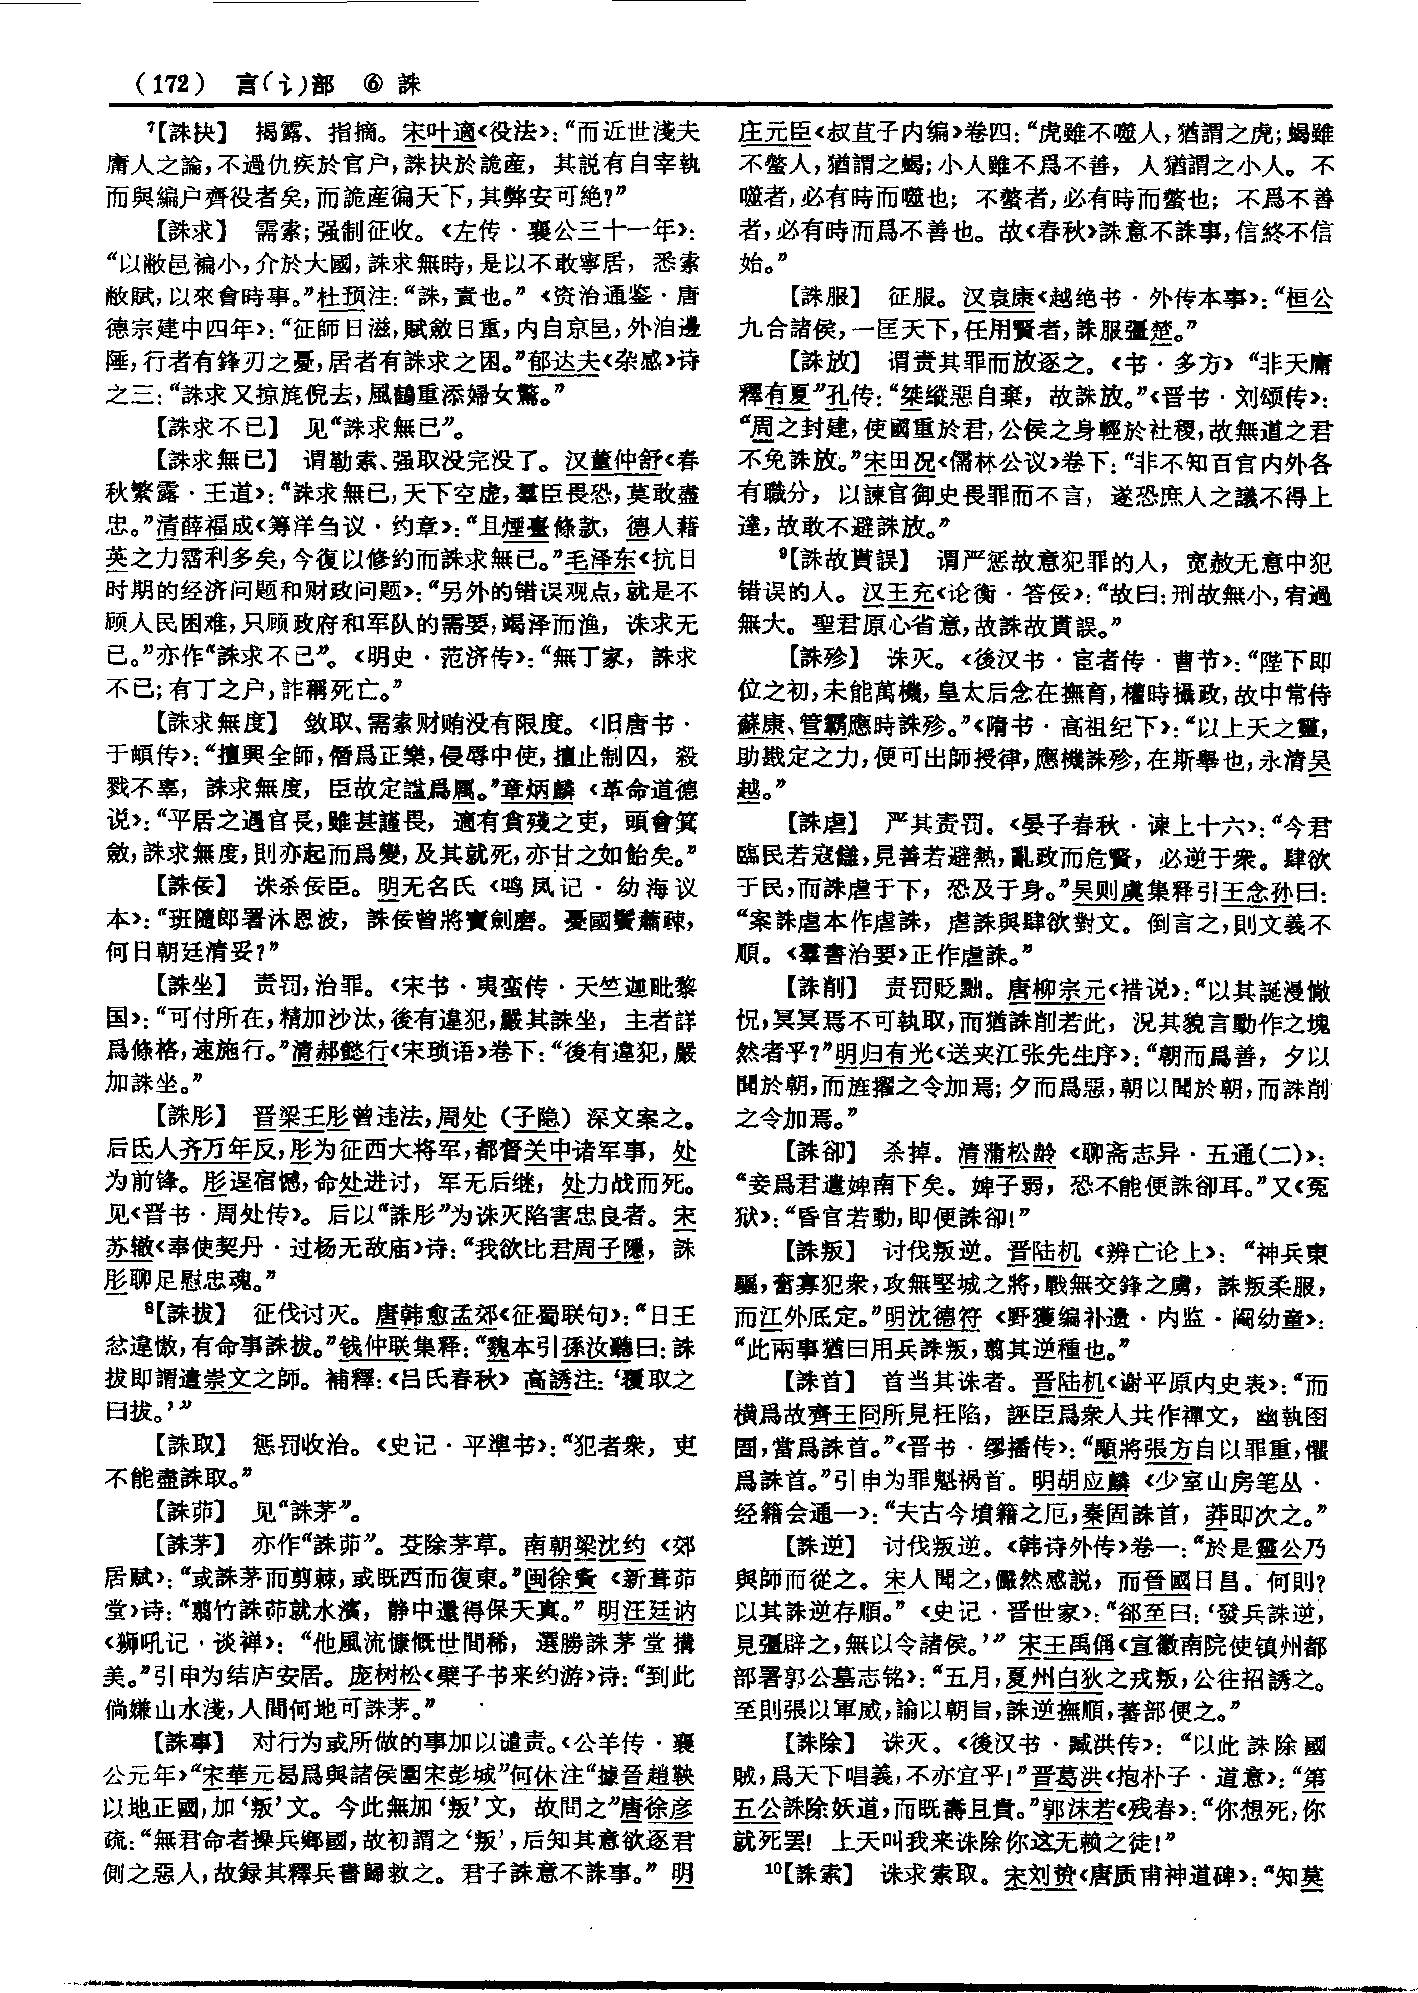 （172） 言(讠)部 ⑥ 誅
⁷【誅抉】 揭露、指摘。宋叶適《役法》：“而近世淺夫
庸人之論，不過仇疾於官户，誅抉於詭産，其説有自宰執
而與編户齊役者矣，而詭産徧天下，其弊安可絶？”
【誅求】 需索；强制征收。《左传·襄公三十一年》：
“以敝邑褊小，介於大國，誅求無時，是以不敢寧居，悉索
敝賦，以來會時事。”杜预注：“誅，責也。”《资治通鉴·唐
德宗建中四年》：“征師日滋，賦斂日重，内自京邑，外洎邊
陲，行者有鋒刃之憂，居者有誅求之困。”郁达夫《杂感》诗
之三：“誅求又掠旄倪去，風鶴重添婦女驚。”
【誅求不已】 见“誅求無已”。
【誅求無已】 谓勒索、强取没完没了。汉董仲舒《春
秋繁露·王道》：“誅求無已，天下空虚，羣臣畏恐，莫敢盡
忠。”清薛福成《筹洋刍议·约章》：“且煙臺條款，德人藉
英之力霑利多矣，今復以修約而誅求無已。”毛泽东《抗日
时期的经济问题和财政问题》：“另外的错误观点，就是不
顾人民困难，只顾政府和军队的需要，竭泽而渔，诛求无
已。”亦作“誅求不已”。《明史·范济传》：“無丁家，誅求
不已；有丁之户，詐稱死亡。”
【誅求無度】 敛取、需索财贿没有限度。《旧唐书·
于頔传》：“擅興全師，僭爲正樂，侵辱中使，擅止制囚，殺
戮不辜，誅求無度，臣故定謚爲厲。”章炳麟《革命道德
说》：“平居之遇官長，雖甚謹畏，適有貪殘之吏，頭會箕
斂，誅求無度，則亦起而爲變，及其就死，亦甘之如飴矣。”
【誅佞】 诛杀佞臣。明无名氏《鸣凤记·幼海议
本》：“班隨郎署沐恩波，誅佞曾將寳劍磨。憂國鬢蕭疎，
何日朝廷清妥？”
【誅坐】 责罚，治罪。《宋书·夷蛮传·天竺迦毗黎
国》：“可付所在，精加沙汰，後有違犯，嚴其誅坐，主者詳
爲條格，速施行。”清郝懿行《宋琐语》卷下：“後有違犯，嚴
加誅坐。”
【誅肜】 晋梁王肜曾违法，周处（子隐）深文案之。
后氐人齐万年反，肜为征西大将军，都督关中诸军事，处
为前锋。肜逞宿憾，命处进讨，军无后继，处力战而死。
见《晋书·周处传》。后以“誅肜”为诛灭陷害忠良者。宋
苏辙《奉使契丹·过杨无敌庙》诗：“我欲比君周子隱，誅
肜聊足慰忠魂。”
⁸【誅拔】 征伐讨灭。唐韩愈孟郊《征蜀联句》：“日王
忿違慠，有命事誅拔。”钱仲联集释：“魏本引孫汝聽曰：誅
拔即謂遣崇文之師。補釋：《吕氏春秋》高誘注：‘覆取之
曰拔。’”
【誅取】 惩罚收治。《史记·平準书》：“犯者衆，吏
不能盡誅取。”
【誅茆】 见“誅茅”。
【誅茅】 亦作“誅茆”。芟除茅草。南朝梁沈约《郊
居赋》：“或誅茅而剪棘，或既西而復東。”闽徐夤《新葺茆
堂》诗：“翦竹誅茆就水濱，静中還得保天真。”明汪廷讷
《狮吼记·谈禅》：“他風流慷慨世間稀，選勝誅茅堂搆
美。”引申为结庐安居。庞树松《檗子书来约游》诗：“到此
倘嫌山水淺，人間何地可誅茅。”
【誅事】 对行为或所做的事加以谴责。《公羊传·襄
公元年》“宋華元曷爲與諸侯圍宋彭城”何休注“據晉趙鞅
以地正國，加‘叛’文。今此無加‘叛’文，故問之”唐徐彦
疏：“無君命者操兵鄉國，故初謂之‘叛’，后知其意欲逐君
側之惡人，故録其釋兵書歸救之。君子誅意不誅事。”明
庄元臣《叔苴子内编》卷四：“虎雖不噬人，猶謂之虎；蝎雖
不螫人，猶謂之蝎；小人雖不爲不善，人猶謂之小人。不
噬者，必有時而噬也；不螫者，必有時而螫也；不爲不善
者，必有時而爲不善也。故《春秋》誅意不誅事，信終不信
始。”
【誅服】 征服。汉袁康《越绝书·外传本事》：“桓公
九合諸侯，一匡天下，任用賢者，誅服彊楚。”
【誅放】 谓责其罪而放逐之。《书·多方》“非天庸
釋有夏”孔传：“桀縱惡自棄，故誅放。”《晋书·刘颂传》：
“周之封建，使國重於君，公侯之身輕於社稷，故無道之君
不免誅放。”宋田况《儒林公议》卷下：“非不知百官内外各
有職分，以諫官御史畏罪而不言，遂恐庶人之議不得上
達，故敢不避誅放。”
⁹【誅故貰誤】 谓严惩故意犯罪的人，宽赦无意中犯
错误的人。汉王充《论衡·答佞》：“故曰：刑故無小，宥過
無大。聖君原心省意，故誅故貰誤。”
【誅殄】 诛灭。《後汉书·宦者传·曹节》：“陛下即
位之初，未能萬機，皇太后念在撫育，權時攝政，故中常侍
蘇康、管霸應時誅殄。”《隋书·高祖纪下》：“以上天之靈，
助戡定之力，便可出師授律，應機誅殄，在斯舉也，永清吴
越。”
【誅虐】 严其责罚。《晏子春秋·谏上十六》：“今君
臨民若寇讎，見善若避熱，亂政而危賢，必逆于衆。肆欲
于民，而誅虐于下，恐及于身。”吴则虞集释引王念孙曰：
“案誅虐本作虐誅，虐誅與肆欲對文。倒言之，則文義不
順。《羣書治要》正作虐誅。”
【誅削】 责罚贬黜。唐柳宗元《䄍说》：“以其誕漫惝
怳，冥冥焉不可執取，而猶誅削若此，況其貌言動作之塊
然者乎？”明归有光《送夹江张先生序》：“朝而爲善，夕以
聞於朝，而旌擢之令加焉；夕而爲惡，朝以聞於朝，而誅削
之令加焉。”
【誅卻】 杀掉。清蒲松龄《聊斋志异·五通(二)》：
“妾爲君遣婢南下矣。婢子弱，恐不能便誅卻耳。”又《冤
狱》：“昏官若動，即便誅卻！”
【誅叛】 讨伐叛逆。晋陆机《辨亡论上》：“神兵東
驅，奮寡犯衆，攻無堅城之將，戰無交鋒之虜，誅叛柔服，
而江外厎定。”明沈德符《野獲编补遗·内监·阉幼童》：
“此兩事猶曰用兵誅叛，翦其逆種也。”
【誅首】 首当其诛者。晋陆机《谢平原内史表》：“而
横爲故齊王冏所見枉陷，誣臣爲衆人共作禪文，幽執囹
圄，當爲誅首。”《晋书·缪播传》：“顒將張方自以罪重，懼
爲誅首。”引申为罪魁祸首。明胡应麟《少室山房笔丛·
经籍会通一》：“夫古今墳籍之厄，秦固誅首，莽即次之。”
【誅逆】 讨伐叛逆。《韩诗外传》卷一：“於是靈公乃
與師而從之。宋人聞之，儼然感説，而晉國日昌。何則？
以其誅逆存順。”《史记·晋世家》：“郤至曰：‘發兵誅逆，
見彊辟之，無以令諸侯。’”宋王禹偁《宣徽南院使镇州都
部署郭公墓志铭》：“五月，夏州白狄之戎叛，公往招誘之。
至則張以軍威，諭以朝旨，誅逆撫順，蕃部便之。”
【誅除】 诛灭。《後汉书·臧洪传》：“以此誅除國
賊，爲天下唱義，不亦宜乎！”晋葛洪《抱朴子·道意》：“第
五公誅除妖道，而既壽且貴。”郭沫若《残春》：“你想死，你
就死罢！上天叫我来诛除你这无赖之徒！”
¹⁰【誅索】 诛求索取。宋刘贽《唐质甫神道碑》：“知莫